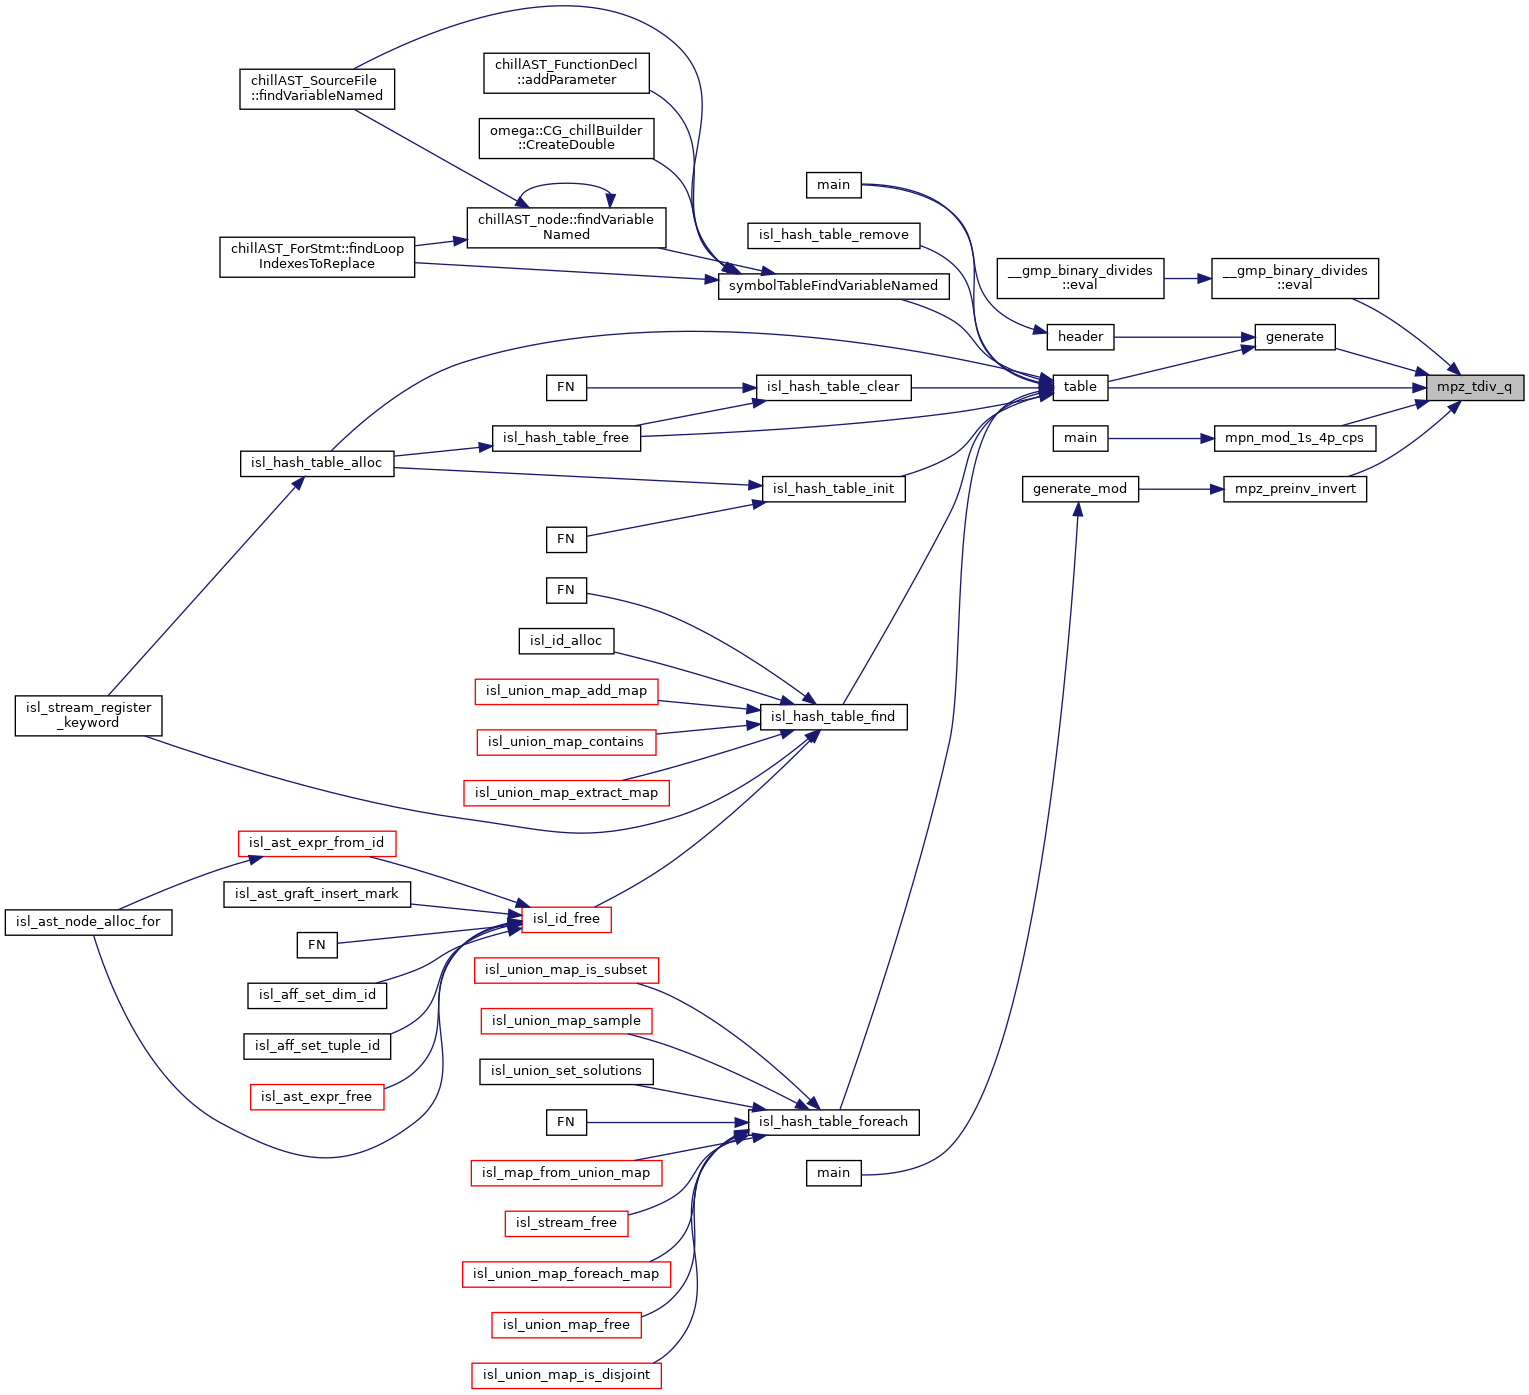 chillAST_SourceFile
::findVariableNamed
chillAST_FunctionDecl
::addParameter
omega::CG_chillBuilder
::CreateDouble
chillAST_node::findVariable
Named
chillAST_ForStmt::findLoop
IndexesToReplace
symbolTableFindVariableNamed
main
isl_hash_table_remove
__gmp_binary_divides
::eval
__gmp_binary_divides
::eval
header
generate
table
mpz_tdiv_q
FN
isl_hash_table_clear
isl_hash_table_free
isl_hash_table_alloc
main
mpn_mod_1s_4p_cps
isl_hash_table_init
generate_mod
mpz_preinv_invert
FN
FN
isl_id_alloc
isl_union_map_add_map
isl_stream_register
_keyword
isl_hash_table_find
isl_union_map_contains
isl_union_map_extract_map
isl_ast_expr_from_id
isl_ast_graft_insert_mark
isl_ast_node_alloc_for
isl_id_free
FN
isl_aff_set_dim_id
isl_aff_set_tuple_id
isl_ast_expr_free
isl_union_map_is_subset
isl_union_map_sample
isl_union_set_solutions
FN
isl_hash_table_foreach
isl_map_from_union_map
main
isl_stream_free
isl_union_map_foreach_map
isl_union_map_free
isl_union_map_is_disjoint